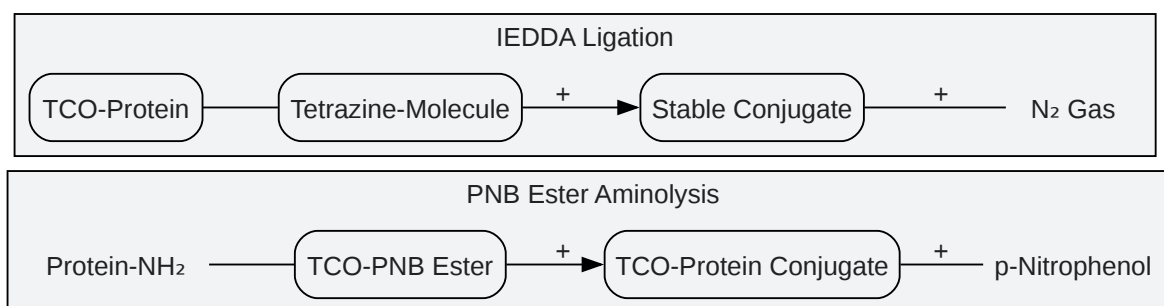 IEDDA Ligation
TCO-Protein Tetrazine-Molecule + Stable Conjugate + N₂ Gas
PNB Ester Aminolysis
Protein-NH₂ TCO-PNB Ester + TCO-Protein Conjugate + p-Nitrophenol